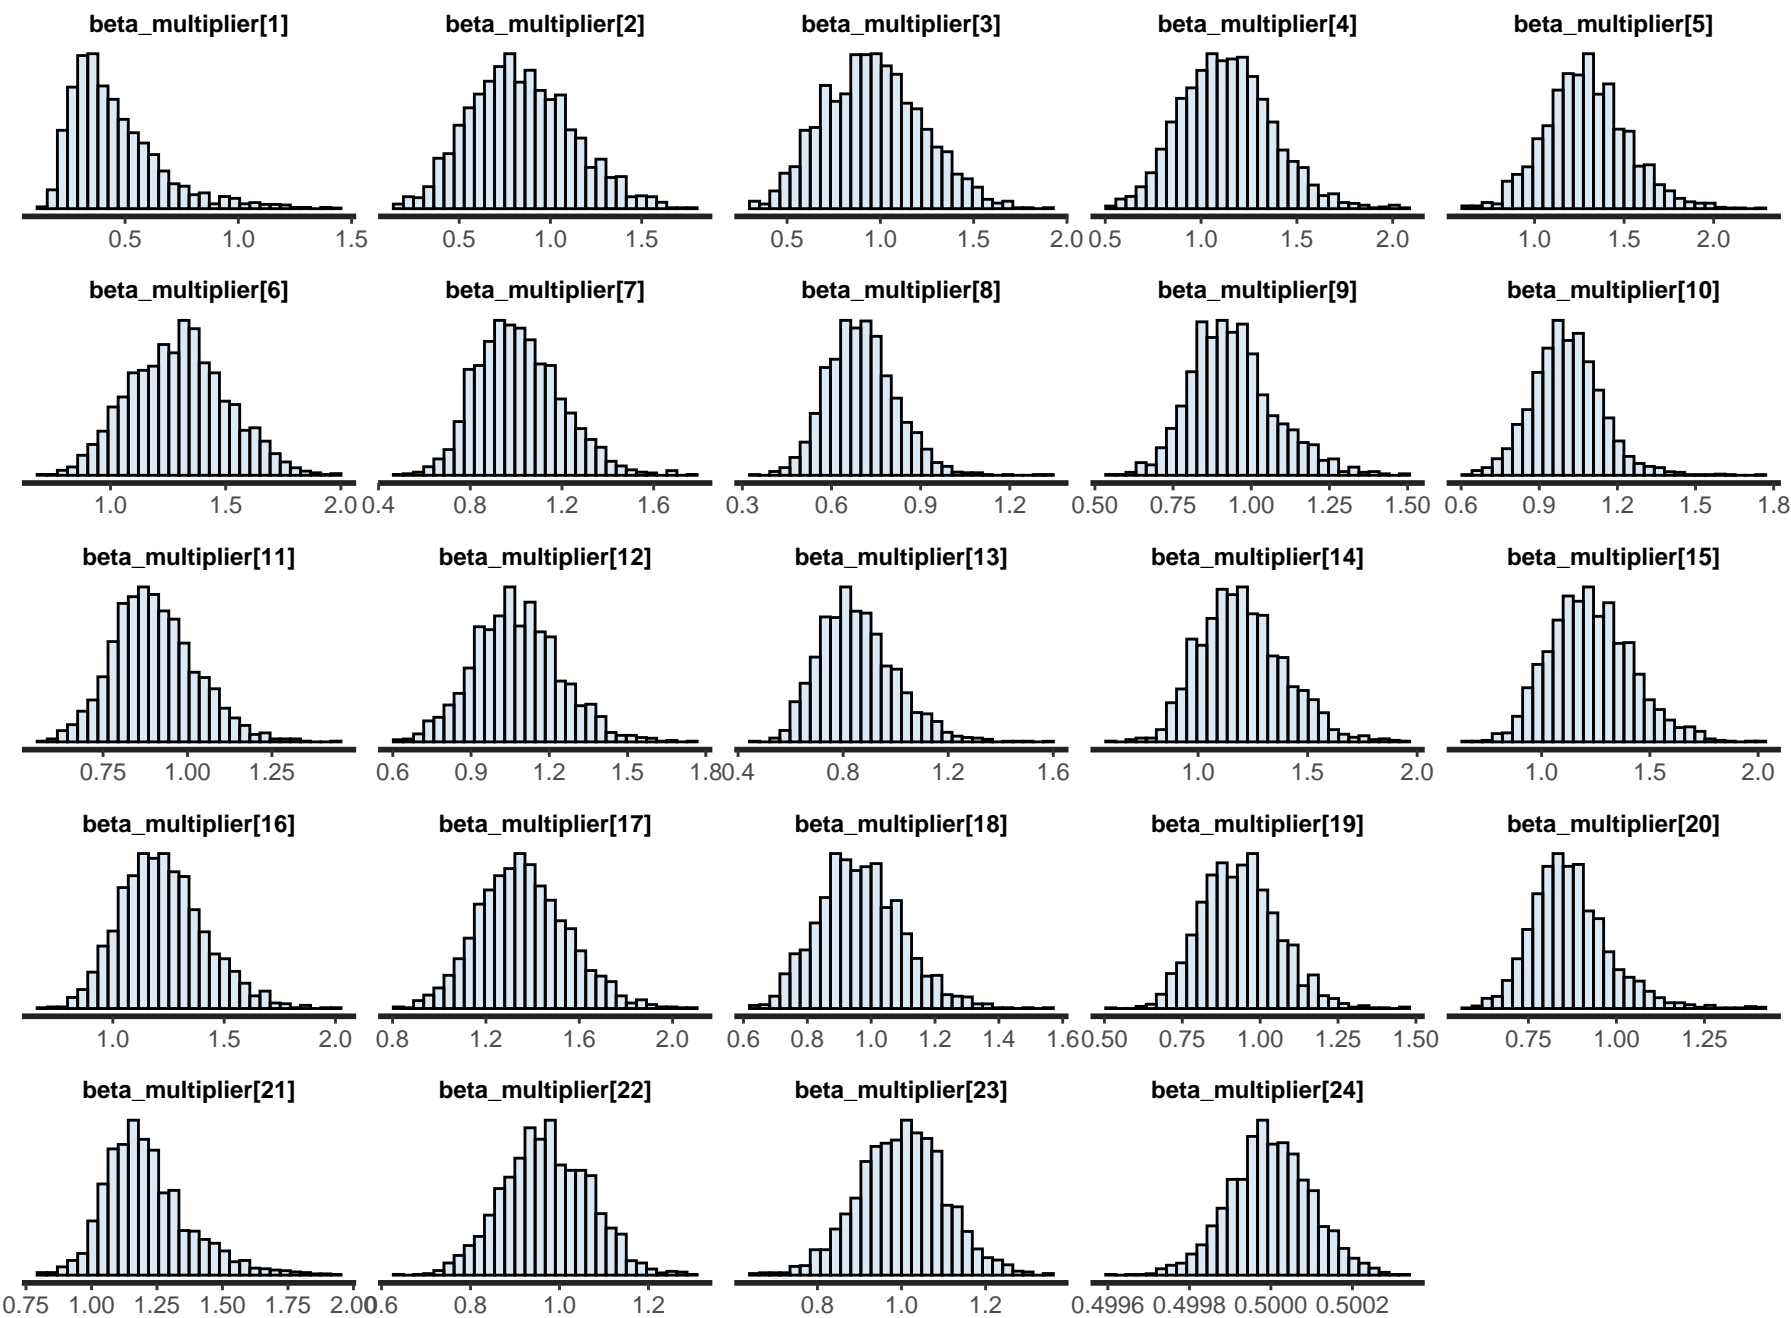 beta_multiplier[1] beta_multiplier[2] beta_multiplier[3] beta_multiplier[4] beta_multiplier[5]
0.5 1.0 1.5 0.5 1.0 1.5 0.5 1.0 1.5 2.0 0.5 1.0 1.5 2.0 1.0 1.5 2.0
beta_multiplier[6] beta_multiplier[7] beta_multiplier[8] beta_multiplier[9] beta_multiplier[10]
1.0 1.5 2.0 0.4 0.8 1.2 1.6 0.3 0.6 0.9 1.2 0.50 0.75 1.00 1.25 1.50 0.6 0.9 1.2 1.5 1.8
beta_multiplier[11] beta_multiplier[12] beta_multiplier[13] beta_multiplier[14] beta_multiplier[15]
0.75 1.00 1.25 0.6 0.9 1.2 1.5 1.8 0.4 0.8 1.2 1.6 1.0 1.5 2.0 1.0 1.5 2.0
beta_multiplier[16] beta_multiplier[17] beta_multiplier[18] beta_multiplier[19] beta_multiplier[20]
1.0 1.5 2.0 0.8 1.2 1.6 2.0 0.6 0.8 1.0 1.2 1.4 1.6 0.50 0.75 1.00 1.25 1.50 0.75 1.00 1.25
beta_multiplier[21] beta_multiplier[22] beta_multiplier[23] beta_multiplier[24]
0.75 1.00 1.25 1.50 1.75 2.00 0.6 0.8 1.0 1.2 0.8 1.0 1.2 0.4996 0.4998 0.5000 0.5002